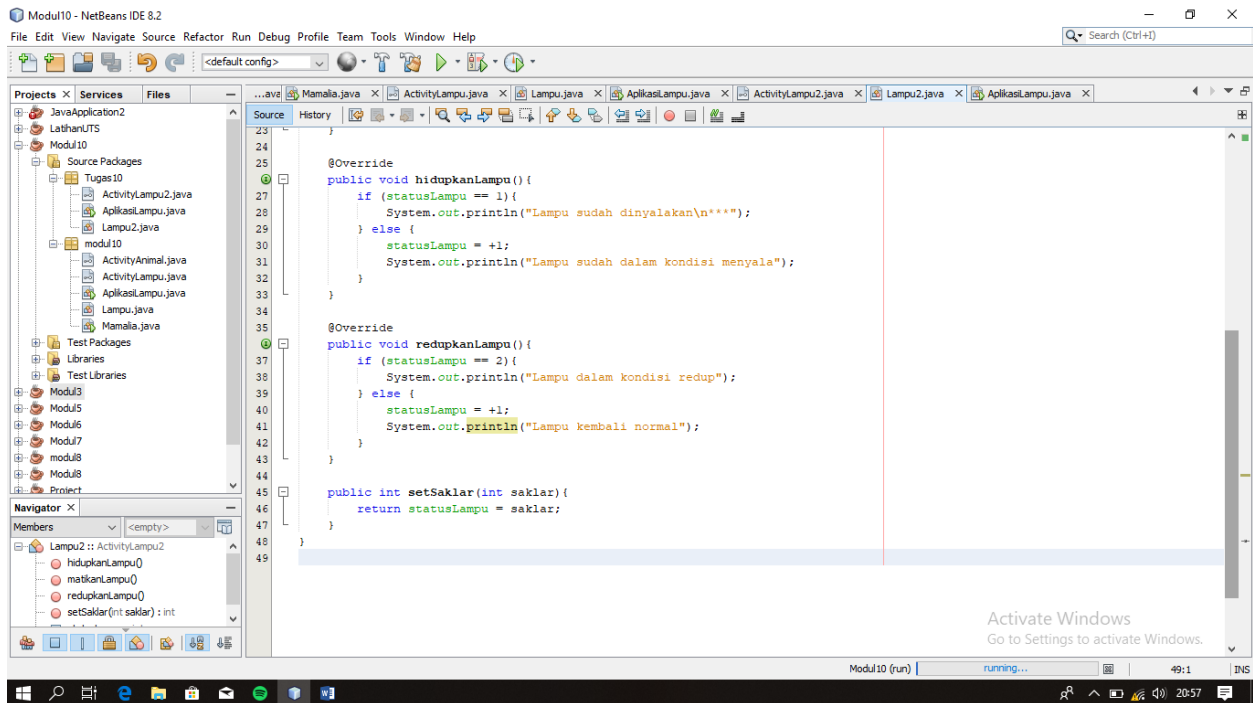 Modul10 - NetBeans IDE 8.2
File Edit View Navigate Source Refactor Run Debug Profile Team Tools Window Help
Search (Ctrl+I)
<default config>
Projects Services Files
...ava Mamalia.java ActivityLampu.java Lampu.java AplikasiLampu.java ActivityLampu2.java Lampu2.java AplikasiLampu.java
Source History
JavaApplication2
LatihanUTS
Modul10
Source Packages
Tugas10
ActivityLampu2.java
AplikasiLampu.java
Lampu2.java
modul10
ActivityAnimal.java
ActivityLampu.java
AplikasiLampu.java
Lampu.java
Mamalia.java
Test Packages
Libraries
Test Libraries
Modul3
Modul5
Modul6
Modul7
modul8
Modul8
Project
Navigator
Members <empty>
Lampu2 :: ActivityLampu2
hidupkanLampu()
matikanLampu()
redupkanLampu()
setSaklar(int saklar) : int
23 }
24
25 @Override
public void hidupkanLampu(){
27 if (statusLampu == 1){
28 System.out.println("Lampu sudah dinyalakan\n***");
29 } else {
30 statusLampu = +1;
31 System.out.println("Lampu sudah dalam kondisi menyala");
32 }
33 }
34
35 @Override
public void redupkanLampu(){
37 if (statusLampu == 2){
38 System.out.println("Lampu dalam kondisi redup");
39 } else {
40 statusLampu = +1;
41 System.out.println("Lampu kembali normal");
42 }
43 }
44
45 public int setSaklar(int saklar){
46 return statusLampu = saklar;
47 }
48 }
49
Activate Windows
Go to Settings to activate Windows.
Modul10 (run) running... 49:1 INS
20:57